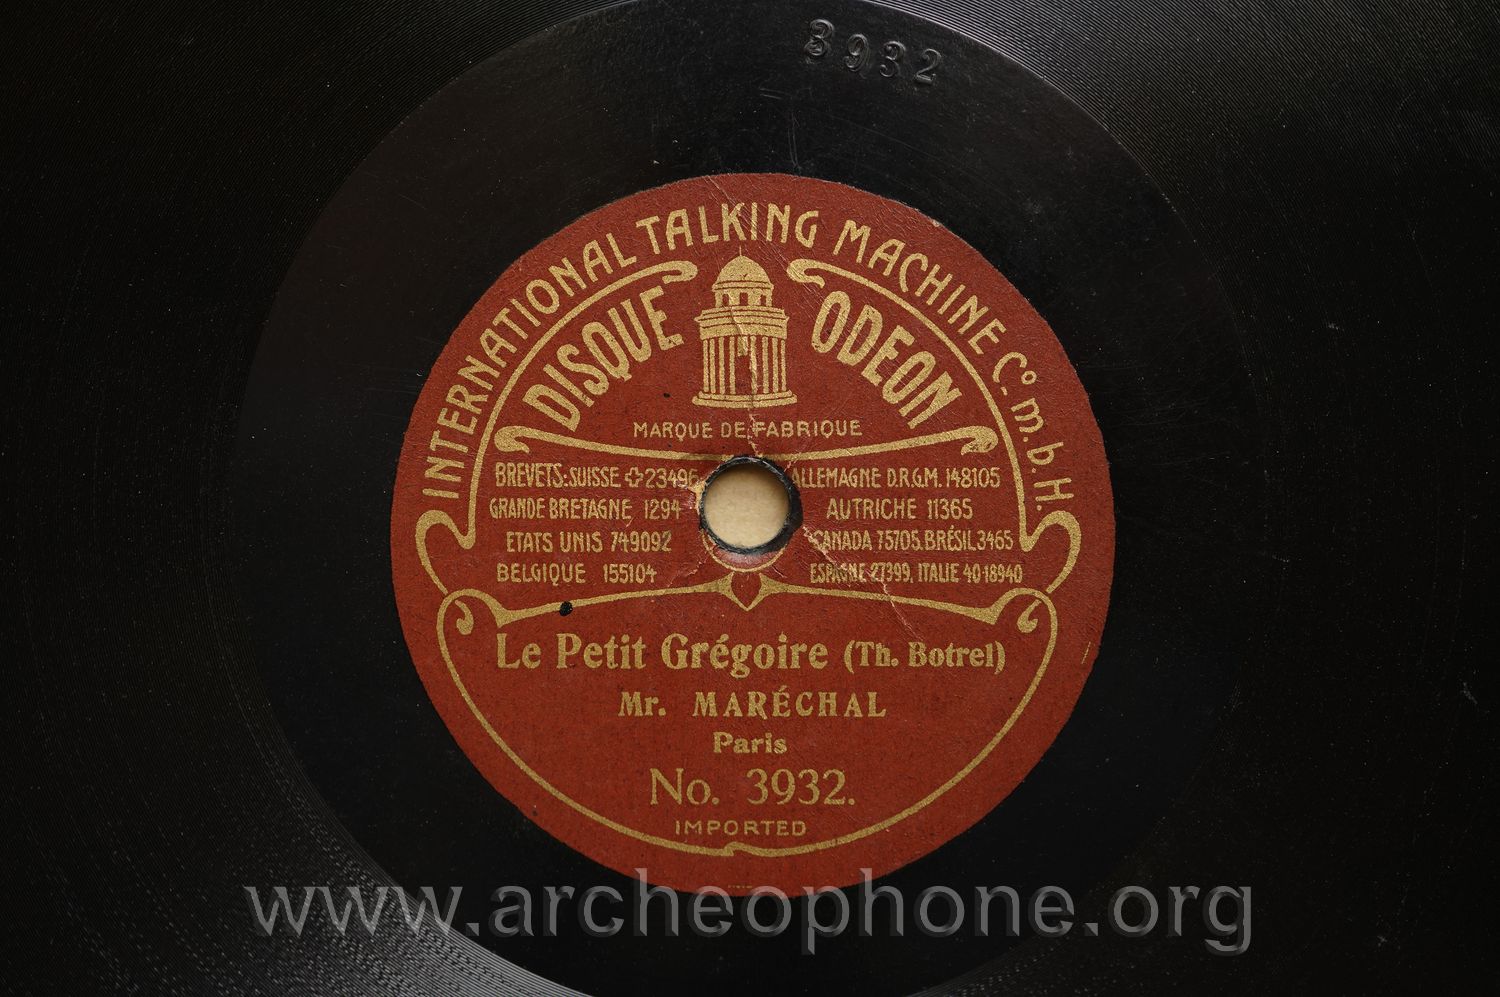 3932
INTERNATIONAL TALKING MACHINE Co. m.b.H.
DISQUE ODEON
MARQUE DE FABRIQUE
BREVETS: SUISSE ✚ 23496 ALLEMAGNE D.R.G.M. 148105
GRANDE BRETAGNE 1294 AUTRICHE 11365
ETATS UNIS 749092 CANADA 75705. BRÉSIL 3465
BELGIQUE 155104 ESPAGNE 27399, ITALIE 40-18940
Le Petit Grégoire (Th. Botrel)
Mr. MARÉCHAL
Paris
No. 3932.
IMPORTED
www.archeophone.org